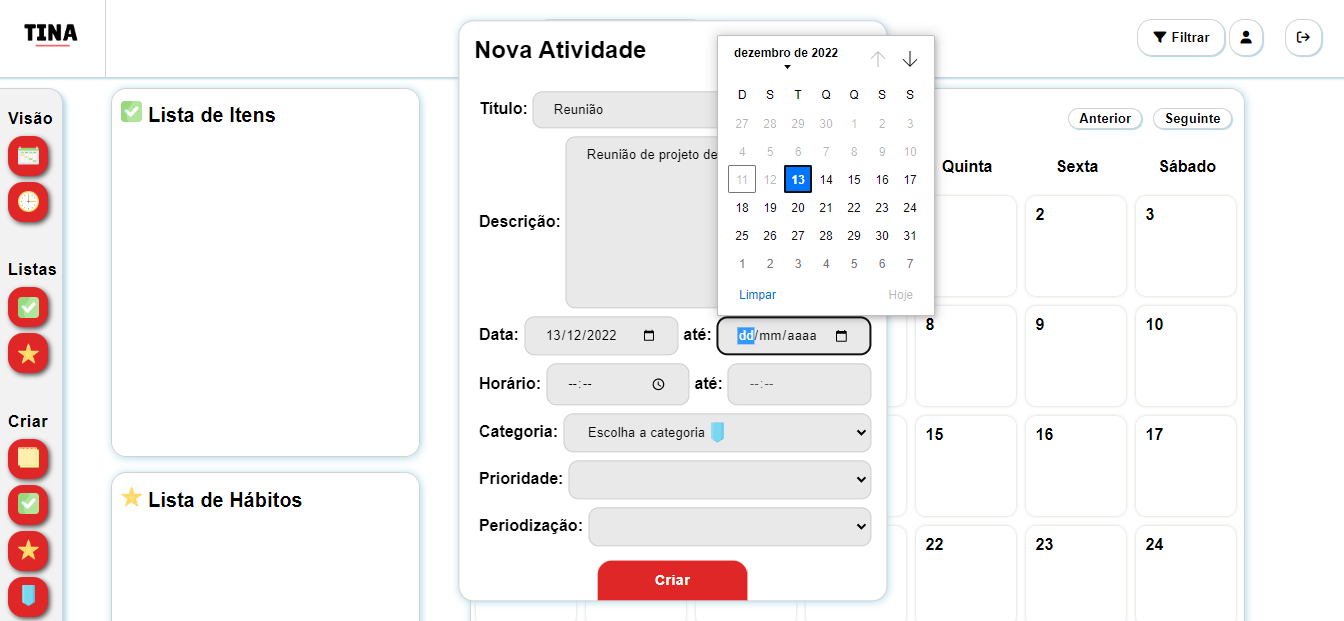 TINA
Filtrar
Visão
Listas
Criar
Lista de Itens
Lista de Hábitos
Nova Atividade
Título: Reunião
Descrição: Reunião de projeto de
Data: 13/12/2022 até: dd/mm/aaaa
Horário: --:-- até: --:--
Categoria: Escolha a categoria
Prioridade:
Periodização:
Criar
dezembro de 2022
D S T Q Q S S
27 28 29 30 1 2 3
4 5 6 7 8 9 10
11 12 13 14 15 16 17
18 19 20 21 22 23 24
25 26 27 28 29 30 31
1 2 3 4 5 6 7
Limpar Hoje
Anterior Seguinte
Quinta Sexta Sábado
2 3
8 9 10
15 16 17
22 23 24